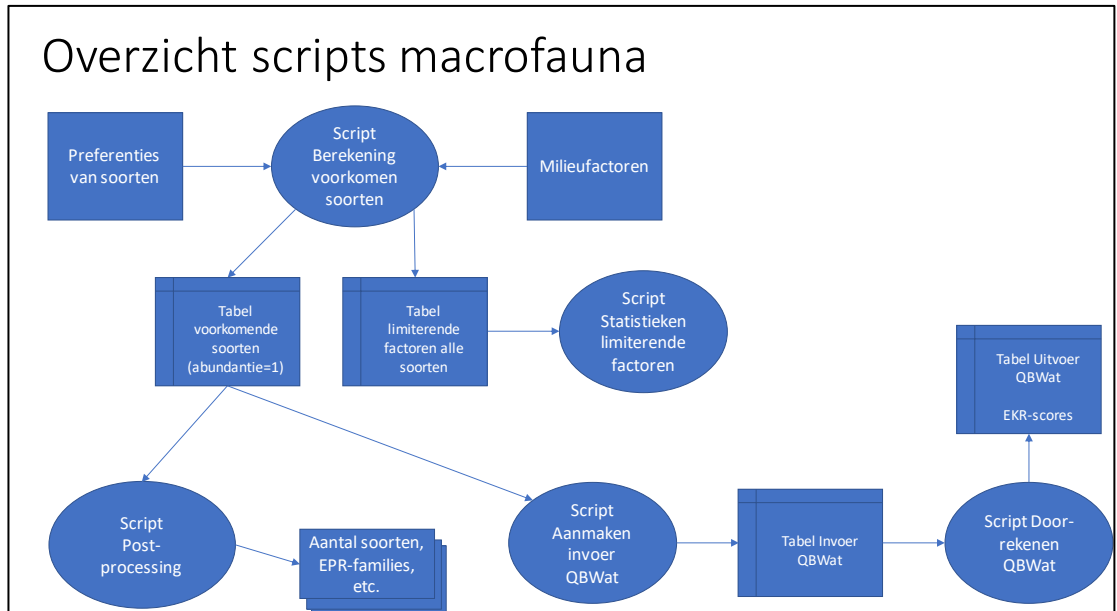 Overzicht scripts macrofauna
Preferenties
van soorten
Script
Berekening
voorkomen
soorten
Milieufactoren
Tabel
voorkomende
soorten
(abundantie=1)
Tabel
limiterende
factoren alle
soorten
Script
Statistieken
limiterende
factoren
Tabel Uitvoer
QBWat
EKR-scores
Script
Post-
processing
Aantal soorten,
EPR-families,
etc.
Script
Aanmaken
invoer
QBWat
Tabel Invoer
QBWat
Script Door-
rekenen
QBWat